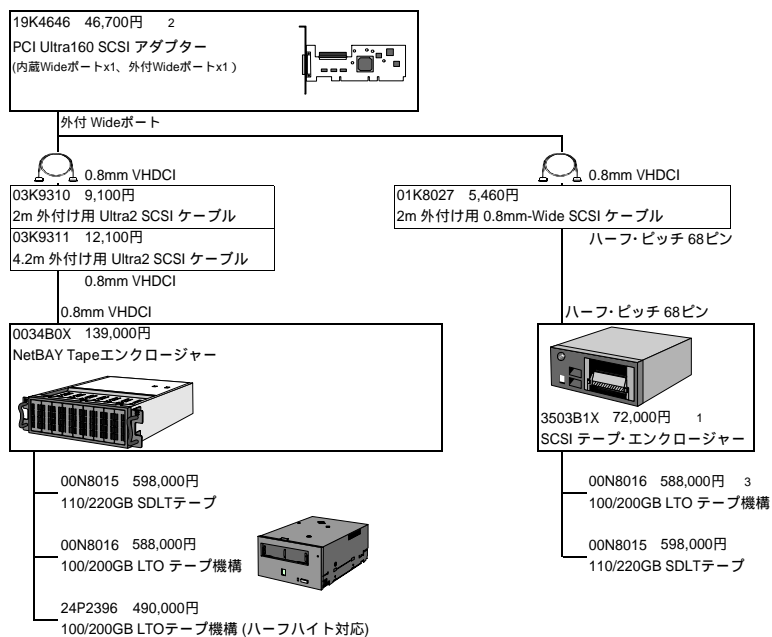 19K4646 46,700円 2
PCI Ultra160 SCSI アダプター
(内蔵Wideポートx1、外付Wideポートx1)
外付 Wideポート
0.8mm VHDCI
03K9310 9,100円
2m 外付け用 Ultra2 SCSI ケーブル
03K9311 12,100円
4.2m 外付け用 Ultra2 SCSI ケーブル
0.8mm VHDCI
0.8mm VHDCI
0034B0X 139,000円
NetBAY Tapeエンクロージャー
00N8015 598,000円
110/220GB SDLTテープ
00N8016 588,000円
100/200GB LTO テープ機構
24P2396 490,000円
100/200GB LTOテープ機構 (ハーフハイト対応)
0.8mm VHDCI
01K8027 5,460円
2m 外付け用 0.8mm-Wide SCSI ケーブル
ハーフ・ピッチ 68ピン
ハーフ・ピッチ 68ピン
3503B1X 72,000円 1
SCSI テープ・エンクロージャー
00N8016 588,000円 3
100/200GB LTO テープ機構
00N8015 598,000円
110/220GB SDLTテープ